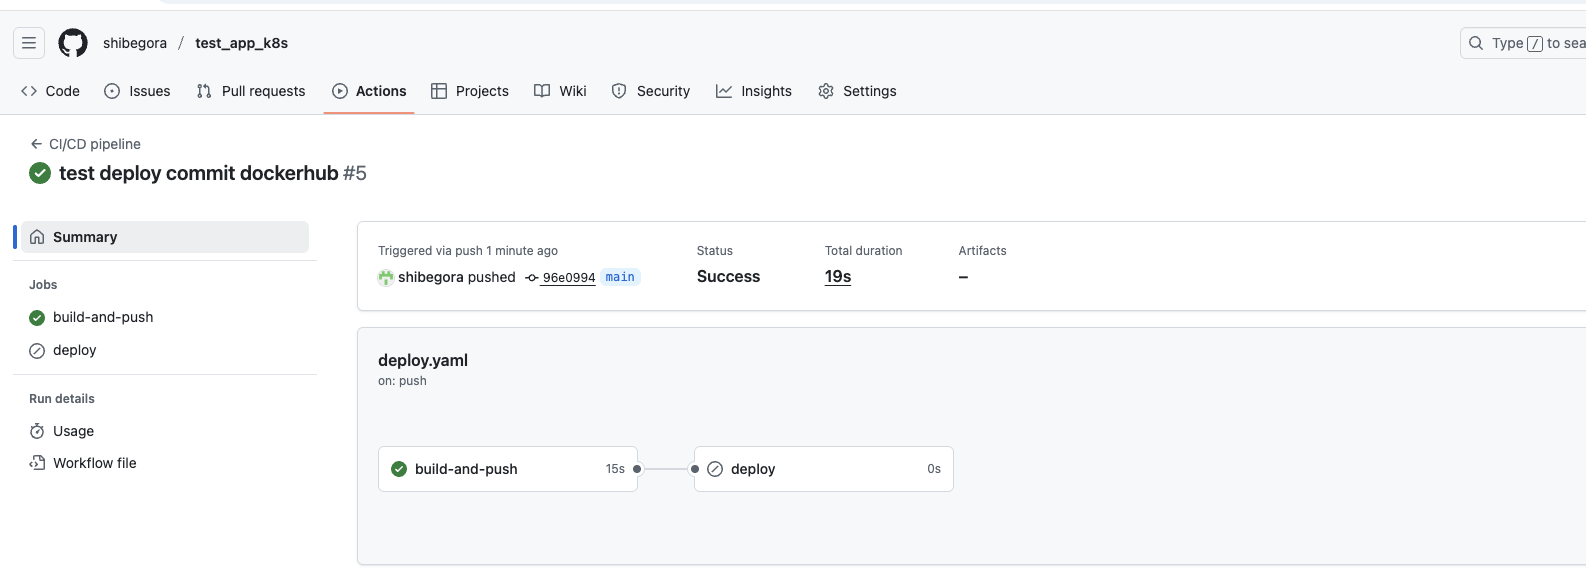 shibegora / test_app_k8s
Type / to sea
Code Issues Pull requests Actions Projects Wiki Security Insights Settings
CI/CD pipeline
test deploy commit dockerhub #5
Summary
Jobs
build-and-push
deploy
Run details
Usage
Workflow file
Triggered via push 1 minute ago
shibegora pushed 96e0994 main
Status
Success
Total duration
19s
Artifacts
–
deploy.yaml
on: push
build-and-push 15s
deploy 0s